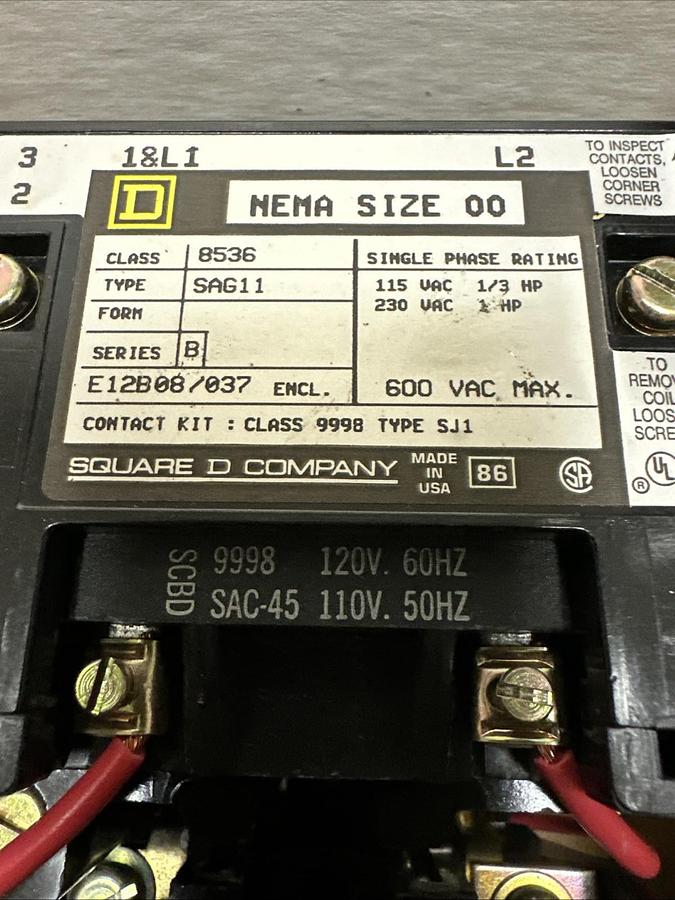 3 1&L1 L2
2
TO INSPECT
CONTACTS,
LOOSEN
CORNER
SCREWS
D NEMA SIZE 00
CLASS 8536
TYPE SAG11
FORM
SERIES B
E12B08/037 ENCL.
SINGLE PHASE RATING
115 VAC 1/3 HP
230 VAC 1 HP
600 VAC MAX.
CONTACT KIT : CLASS 9998 TYPE SJ1
SQUARE D COMPANY
MADE
IN
USA
86
SA
TO
REMOV
COIL
LOOS
SCRE
® UL
SCBD
9998 120V. 60HZ
SAC-45 110V. 50HZ